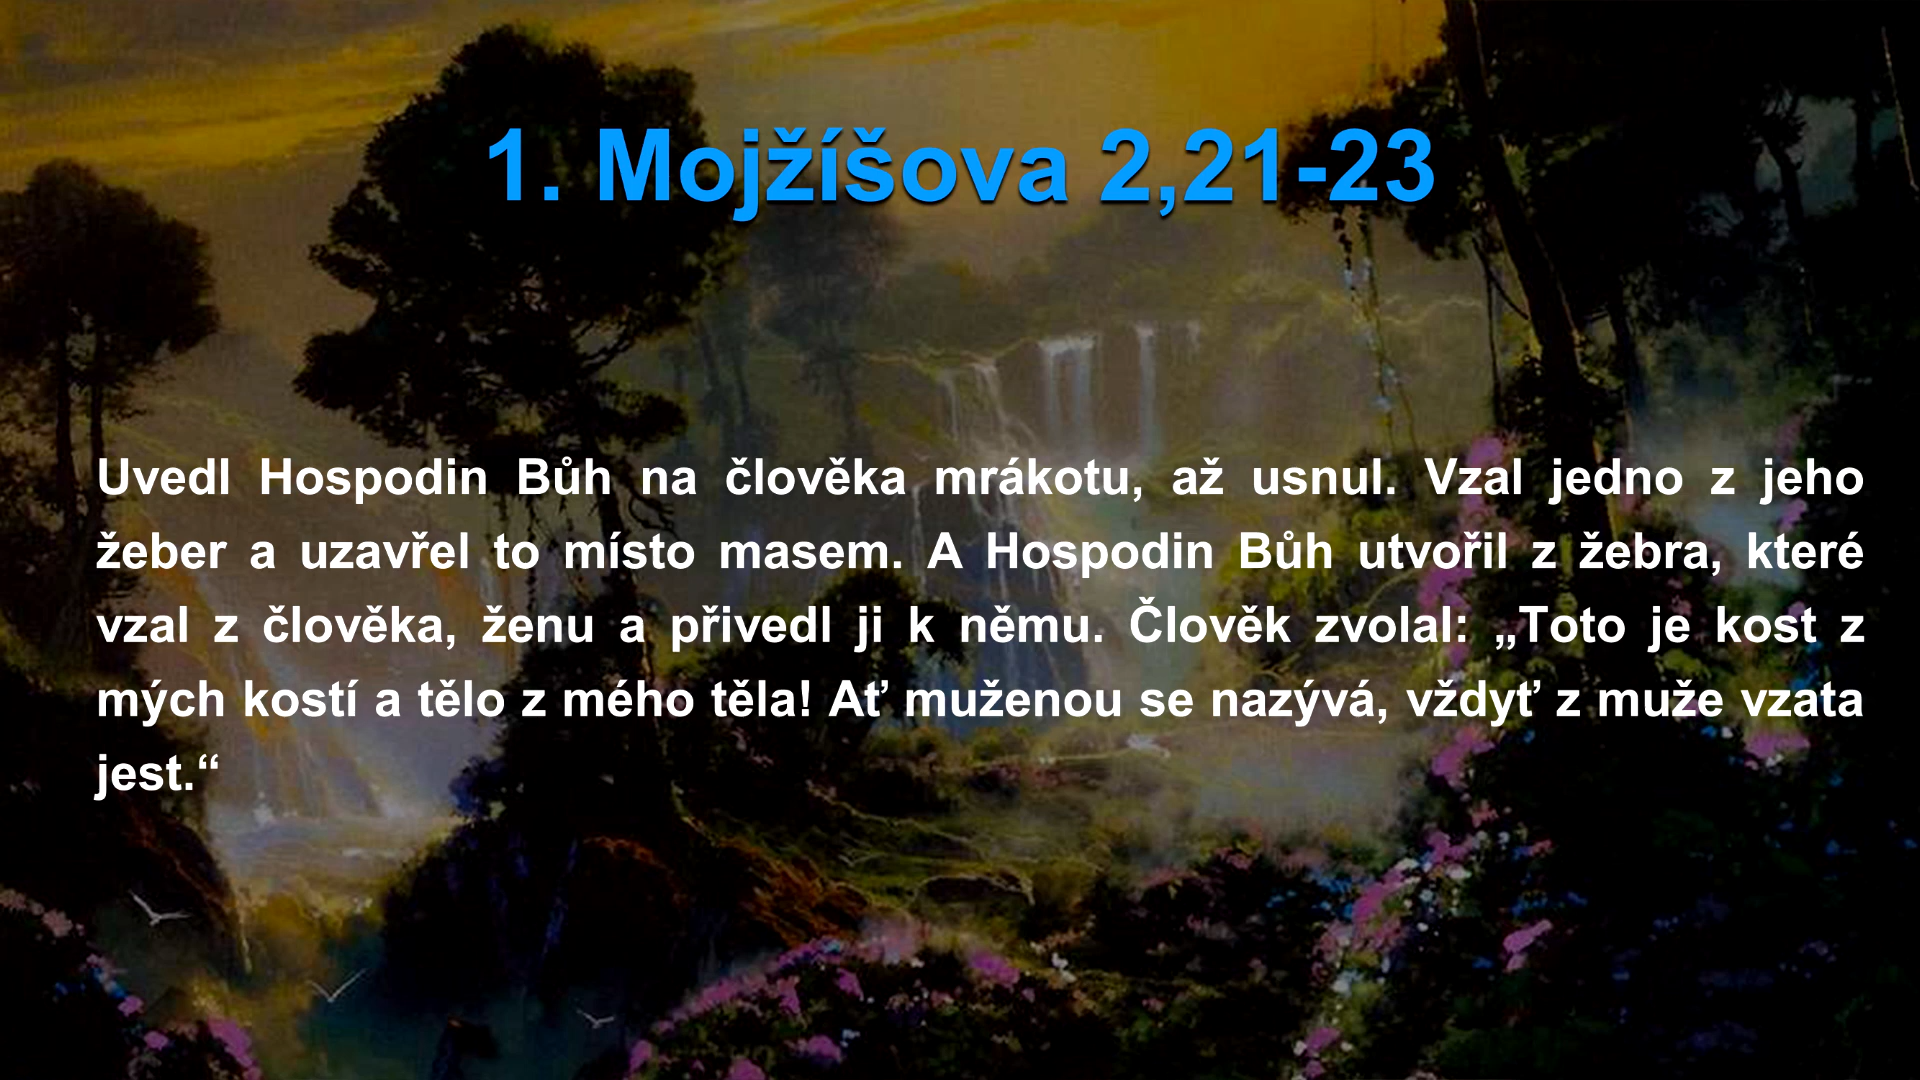 1. Mojžíšova 2,21-23
Uvedl Hospodin Bůh na člověka mrákotu, až usnul. Vzal jedno z jeho
žeber a uzavřel to místo masem. A Hospodin Bůh utvořil z žebra, které
vzal z člověka, ženu a přivedl ji k němu. Člověk zvolal: „Toto je kost z
mých kostí a tělo z mého těla! Ať muženou se nazývá, vždyť z muže vzata
jest.“